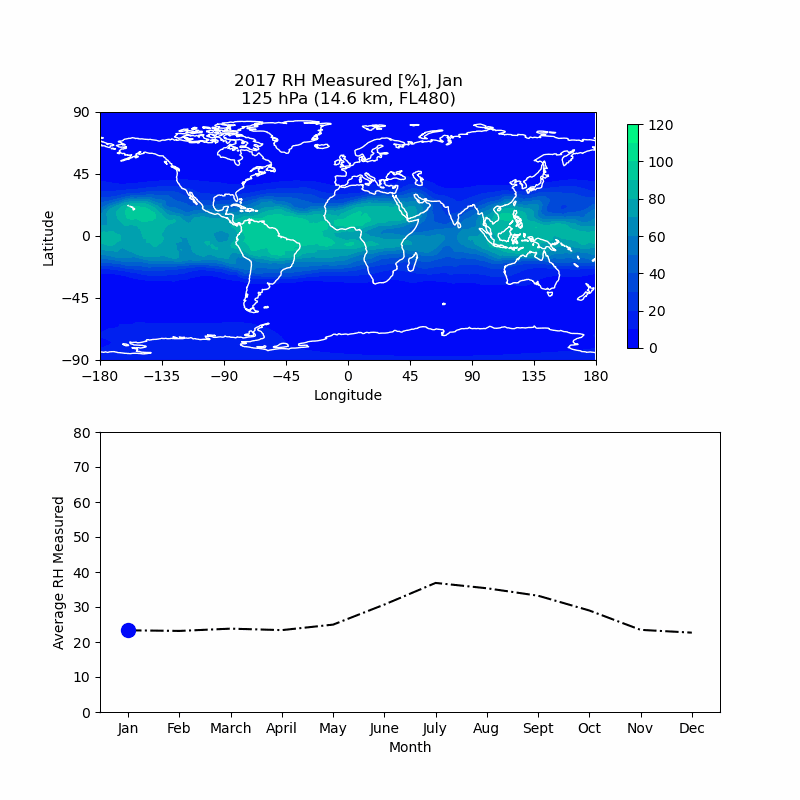 2017 RH Measured [%], Jan
125 hPa (14.6 km, FL480)
90
45
0
−45
−90
Latitude
−180
−135
−90
−45
0
45
90
135
180
Longitude
120
100
80
60
40
20
0
80
70
60
50
40
30
20
10
0
Average RH Measured
Jan
Feb
March
April
May
June
July
Aug
Sept
Oct
Nov
Dec
Month